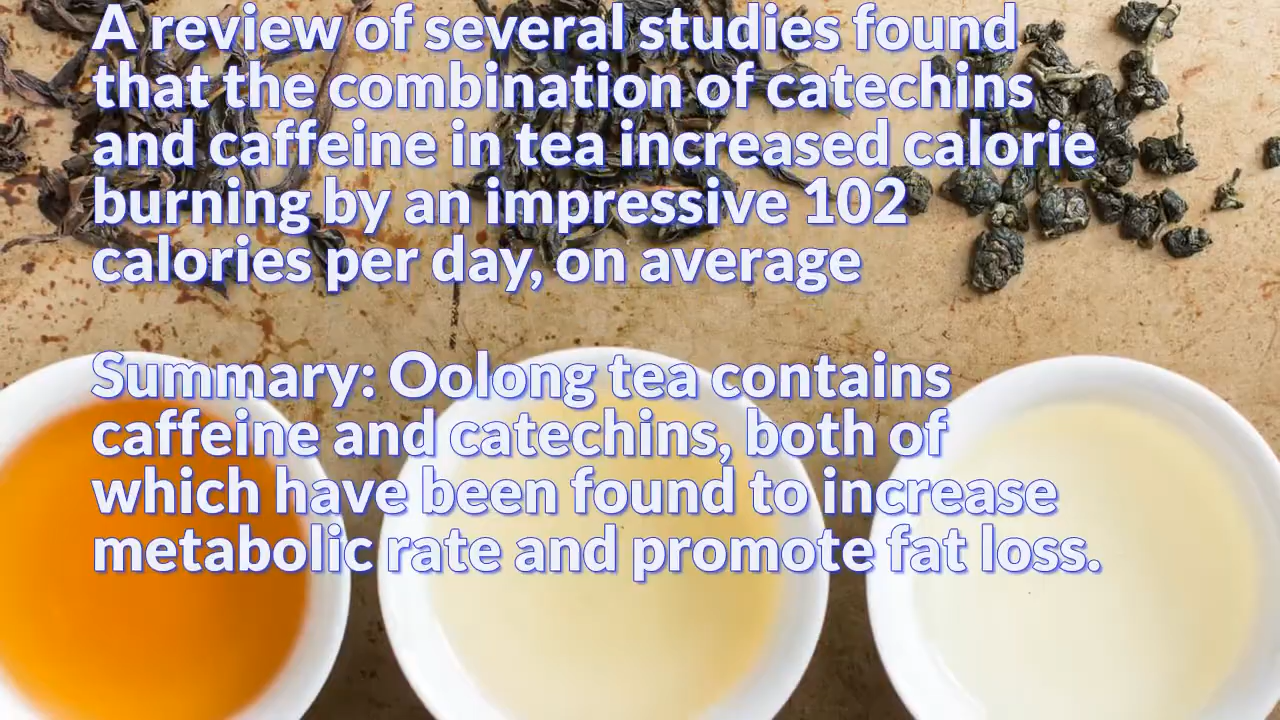 A review of several studies found
that the combination of catechins
and caffeine in tea increased calorie
burning by an impressive 102
calories per day, on average
Summary: Oolong tea contains
caffeine and catechins, both of
which have been found to increase
metabolic rate and promote fat loss.